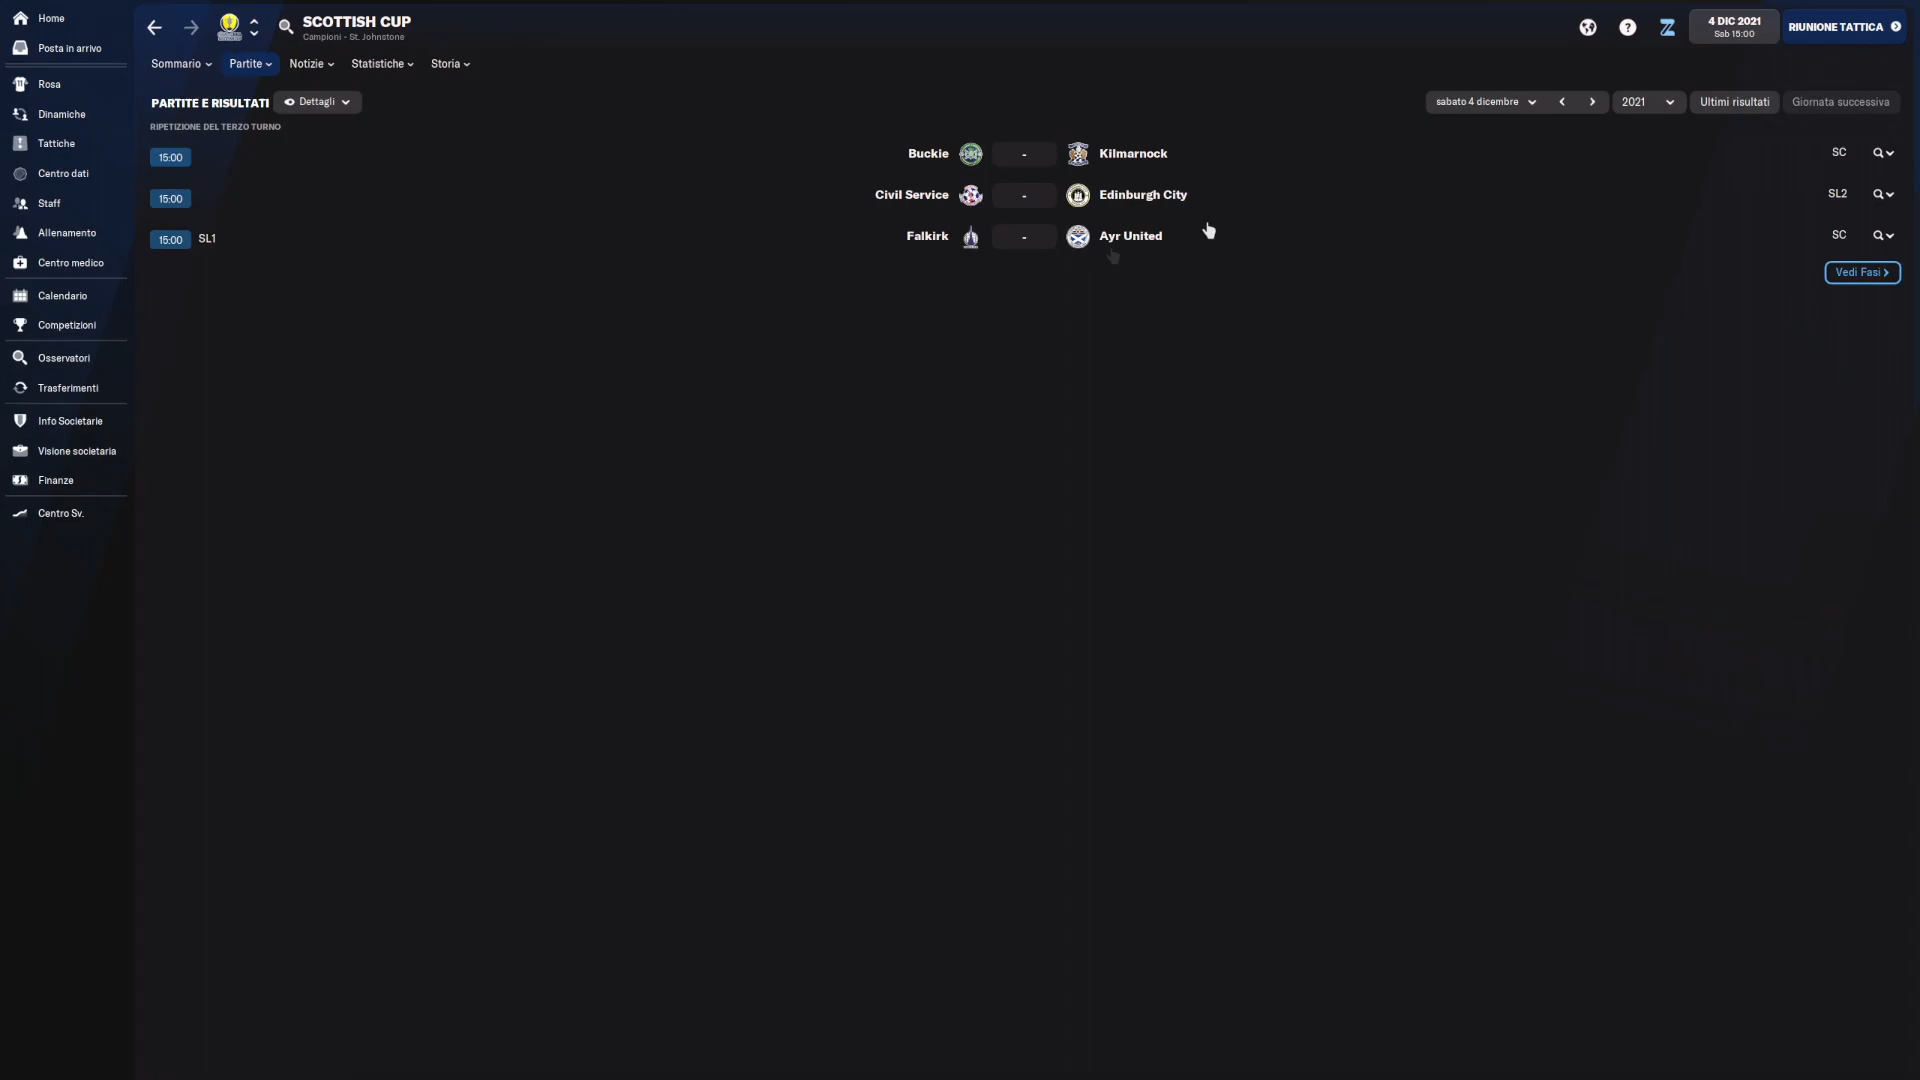 Home
Posta in arrivo
Rosa
Dinamiche
Tattiche
Centro dati
Staff
Allenamento
Centro medico
Calendario
Competizioni
Osservatori
Trasferimenti
Info Societarie
Visione societaria
Finanze
Centro Sv.
SCOTTISH CUP
Campioni - St. Johnstone
4 DIC 2021
Sab 15:00
RIUNIONE TATTICA
Sommario Partite Notizie Statistiche Storia
PARTITE E RISULTATI Dettagli sabato 4 dicembre 2021 Ultimi risultati Giornata successiva
RIPETIZIONE DEL TERZO TURNO
15:00 Buckie - Kilmarnock SC
15:00 Civil Service - Edinburgh City SL2
15:00 SL1 Falkirk - Ayr United SC
Vedi Fasi